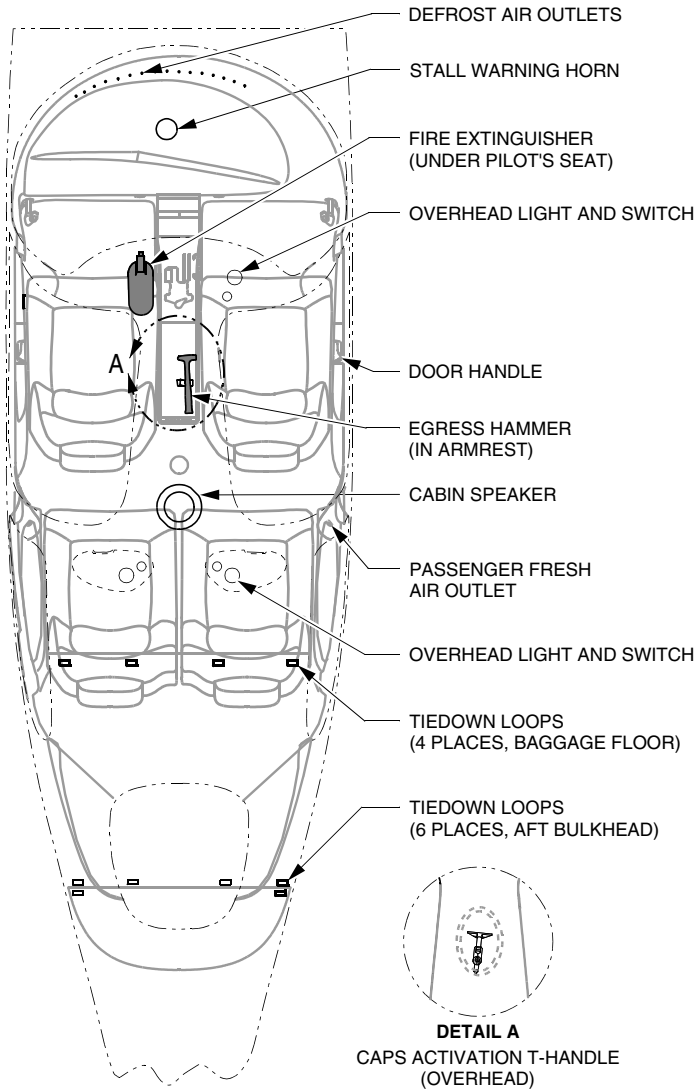 DEFROST AIR OUTLETS
STALL WARNING HORN
FIRE EXTINGUISHER
(UNDER PILOT'S SEAT)
OVERHEAD LIGHT AND SWITCH
A
DOOR HANDLE
EGRESS HAMMER
(IN ARMREST)
CABIN SPEAKER
PASSENGER FRESH
AIR OUTLET
OVERHEAD LIGHT AND SWITCH
TIEDOWN LOOPS
(4 PLACES, BAGGAGE FLOOR)
TIEDOWN LOOPS
(6 PLACES, AFT BULKHEAD)
DETAIL A
CAPS ACTIVATION T-HANDLE
(OVERHEAD)